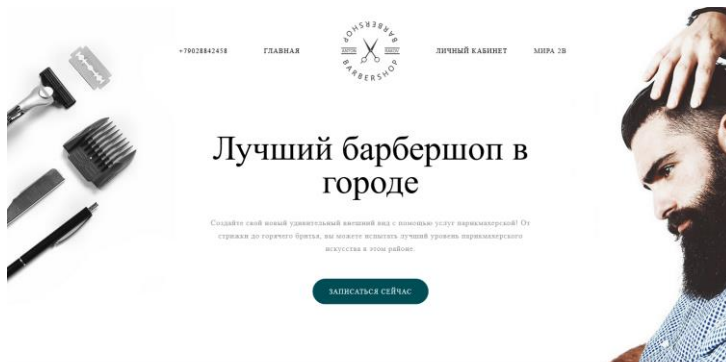 +79028842458
ГЛАВНАЯ
BARBERSHOP
BARBERSHOP
ЛИЧНЫЙ КАБИНЕТ
МИРА 2В
Лучший барбершоп в
городе
Создайте свой новый удивительный внешний вид с помощью услуг парикмахерской! От
стрижки до горячего бритья, вы можете испытать лучший уровень парикмахерского
искусства в этом районе.
ЗАПИСАТЬСЯ СЕЙЧАС